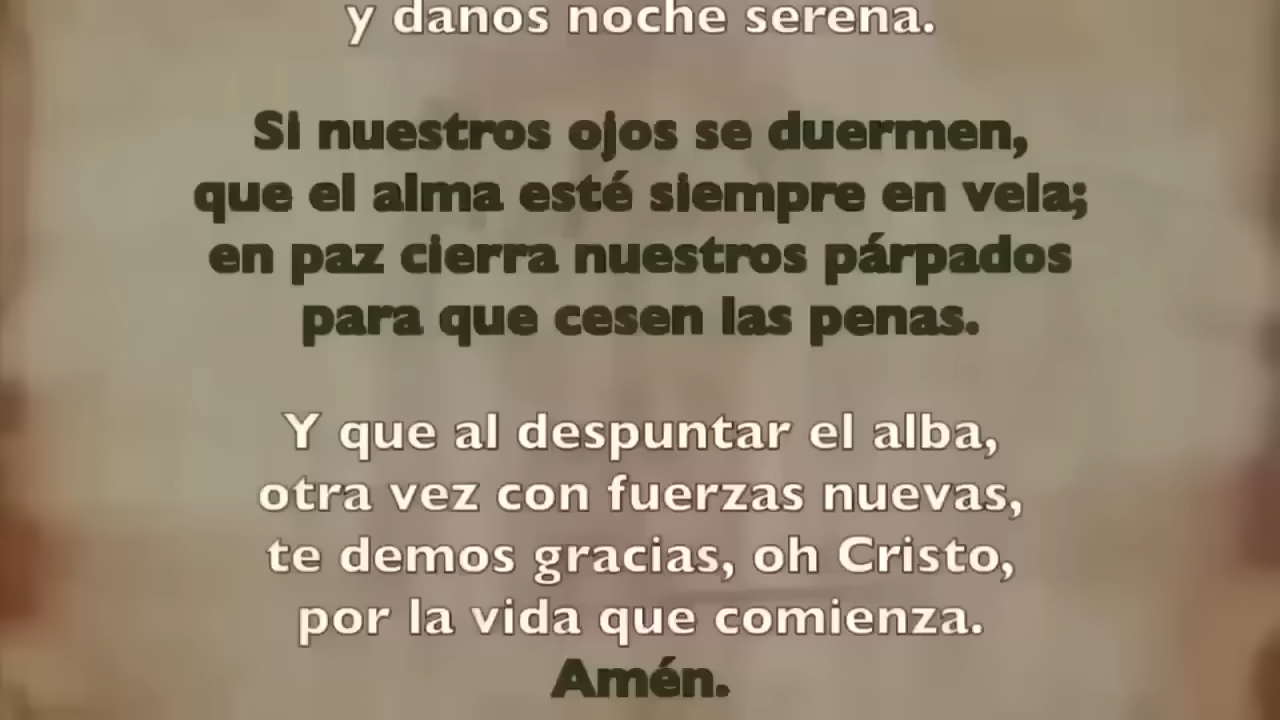 y danos noche serena.
Si nuestros ojos se duermen,
que el alma esté siempre en vela;
en paz cierra nuestros párpados
para que cesen las penas.
Y que al despuntar el alba,
otra vez con fuerzas nuevas,
te demos gracias, oh Cristo,
por la vida que comienza.
Amén.